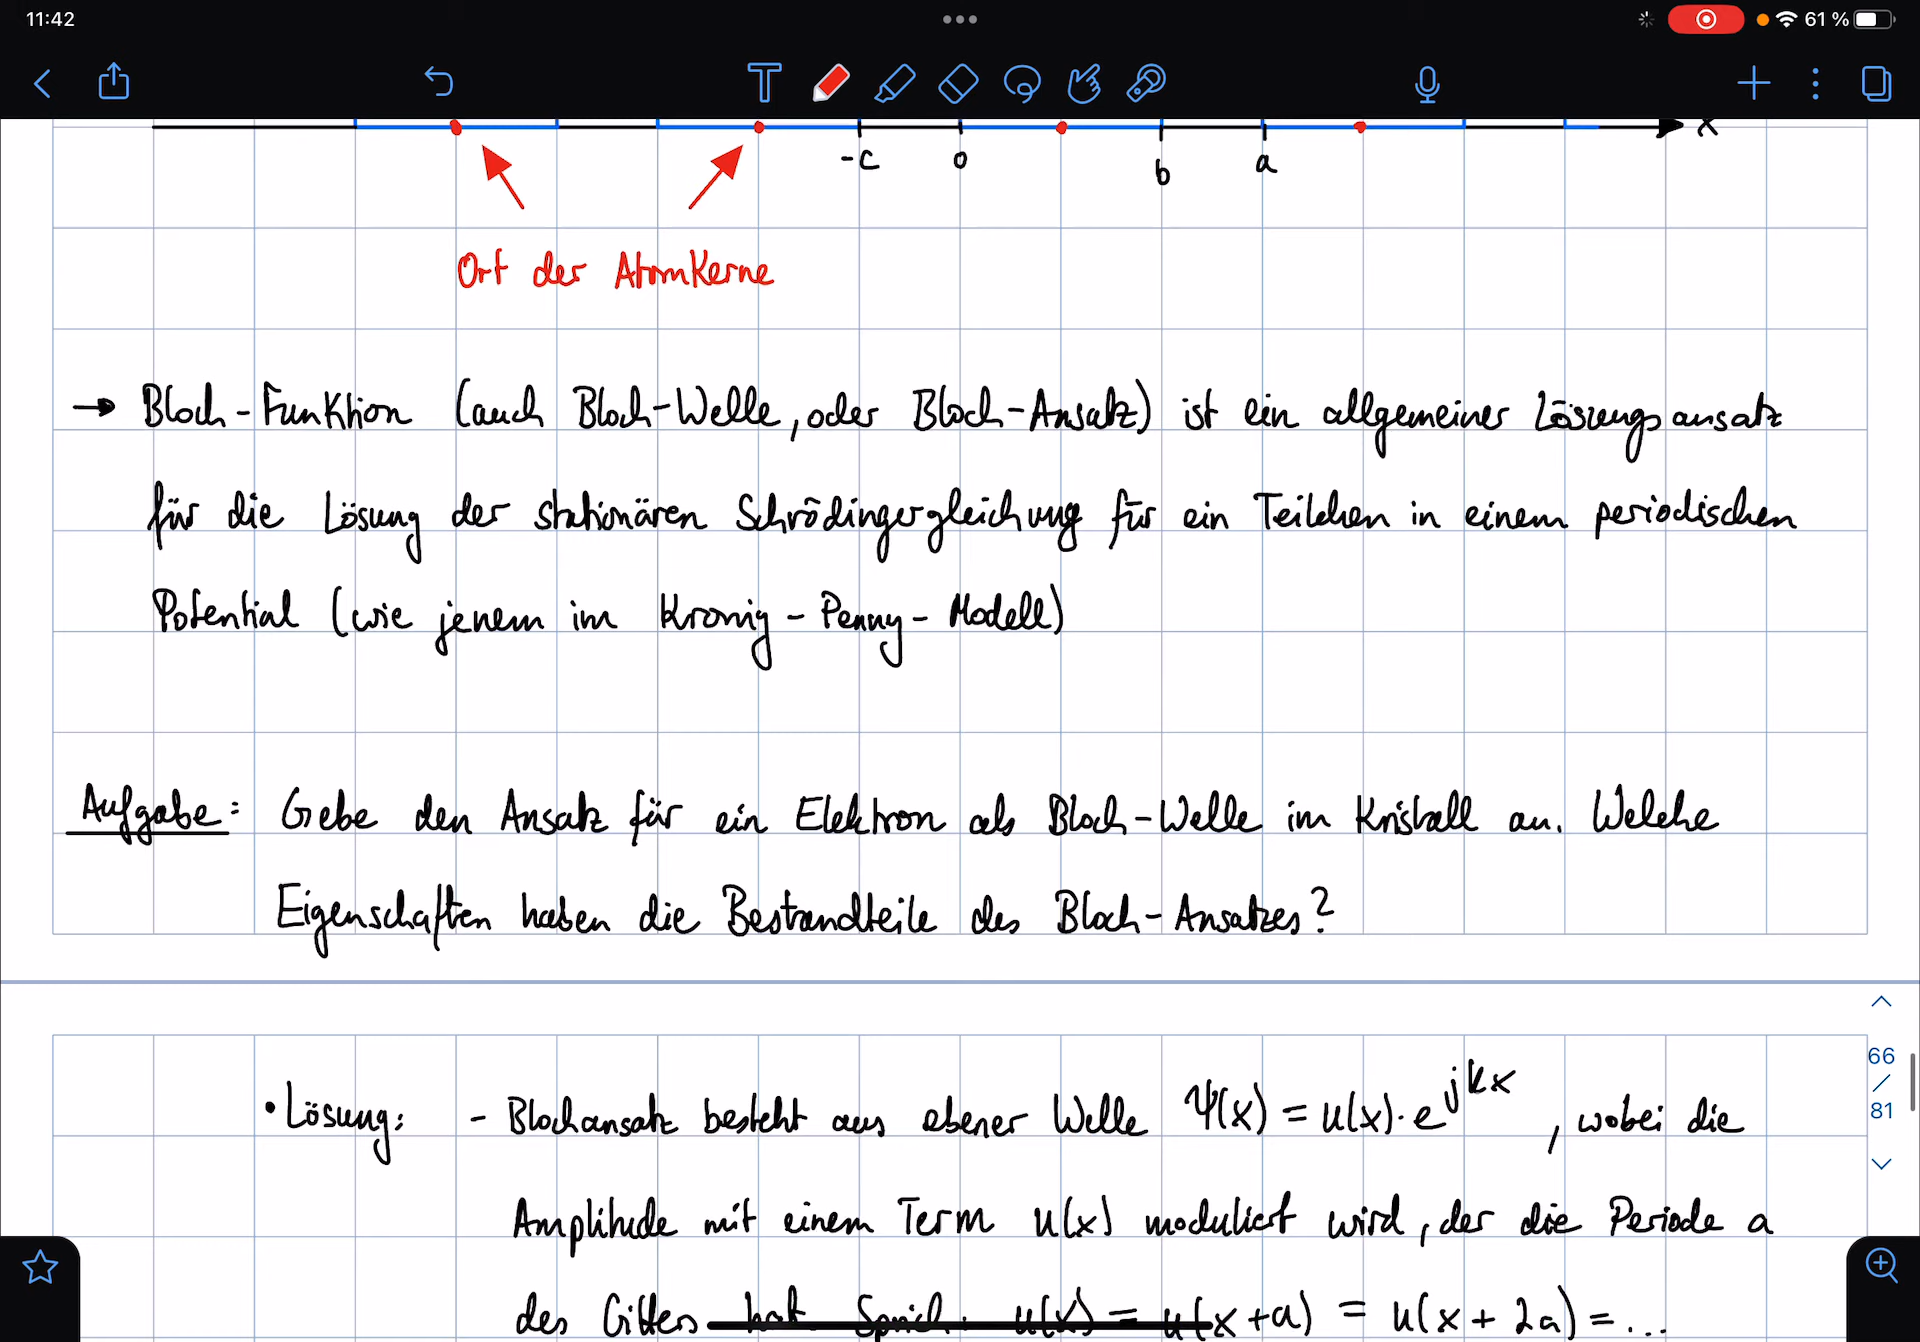 11:42
61 %
x
-c 0 b a
Ort der Atomkerne
→ Bloch-Funktion (auch Bloch-Welle, oder Bloch-Ansatz) ist ein allgemeiner Lösungsansatz
für die Lösung der stationären Schrödingergleichung für ein Teilchen in einem periodischen
Potential (wie jenem im Kronig-Penny-Modell)
Aufgabe: Gebe den Ansatz für ein Elektron als Bloch-Welle im Kristall an. Welche
Eigenschaften haben die Bestandteile des Bloch-Ansatzes?
66
/
81
• Lösung: - Blochansatz besteht aus ebener Welle Ψ(x) = u(x)·e^{jkx}, wobei die
Amplitude mit einem Term u(x) moduliert wird, der die Periode a
des Gitters hat. Sprich: u(x) = u(x+a) = u(x+2a) = ...